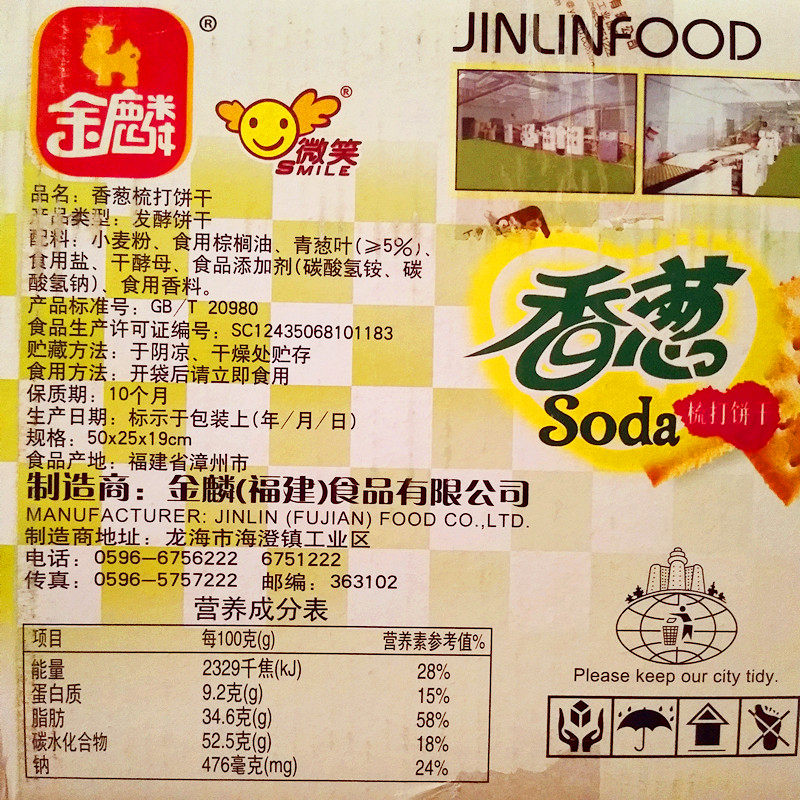 金麟
®
微笑
SMILE
®
JINLINFOOD
品名：香葱梳打饼干
产品类型：发酵饼干
配料：小麦粉、食用棕榈油、青葱叶(≥5%)、
食用盐、干酵母、食品添加剂(碳酸氢铵、碳
酸氢钠)、食用香料。
产品标准号：GB/T 20980
食品生产许可证编号：SC12435068101183
贮藏方法：于阴凉、干燥处贮存
食用方法：开袋后请立即食用
保质期：10个月
生产日期：标示于包装上(年/月/日)
规格：50x25x19cm
食品产地：福建省漳州市
制造商：金麟(福建)食品有限公司
MANUFACTURER: JINLIN (FUJIAN) FOOD CO.,LTD.
制造商地址：龙海市海澄镇工业区
电话：0596—6756222 6751222
传真：0596—5757222 邮编：363102
营养成分表
项目 每100克(g) 营养素参考值%
能量 2329千焦(kJ) 28%
蛋白质 9.2克(g) 15%
脂肪 34.6克(g) 58%
碳水化合物 52.5克(g) 18%
钠 476毫克(mg) 24%
香葱
Soda
梳打饼干
Please keep our city tidy.